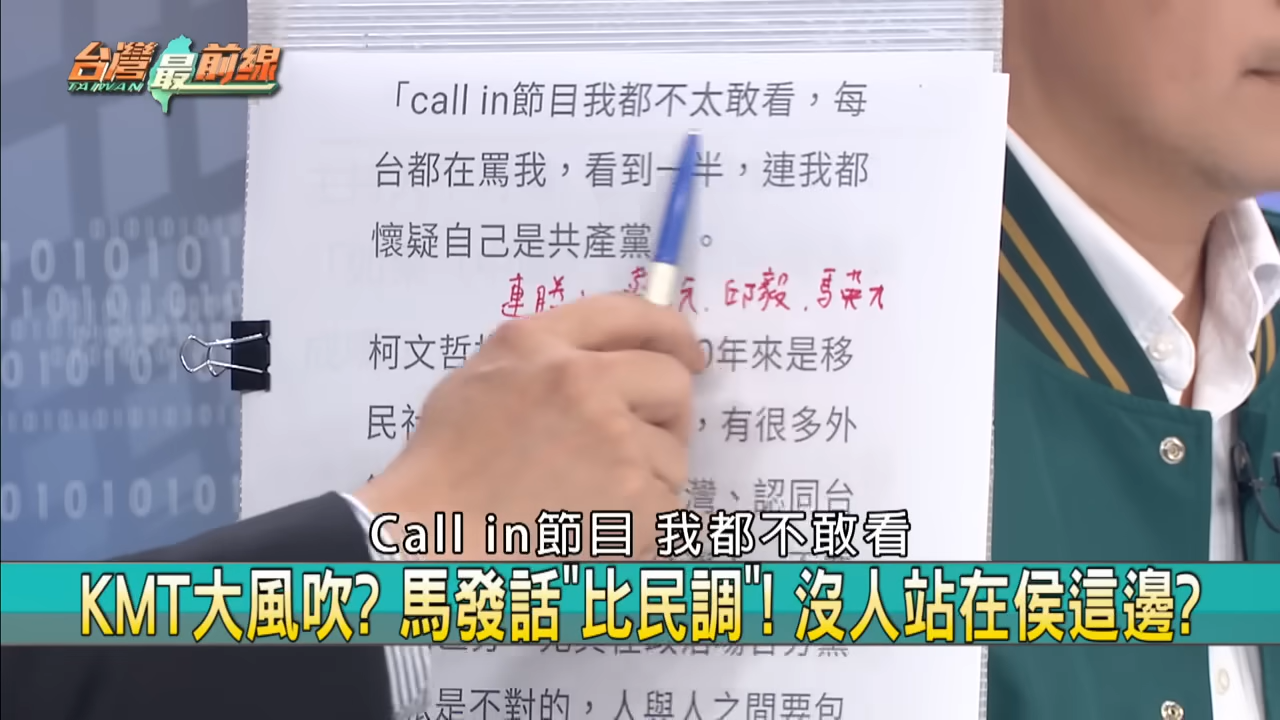 台灣最前線
TAIWAN
「call in節目我都不太敢看，每
台都在罵我，看到一半，連我都
懷疑自己是共產黨 。
連勝 元、邱毅、馬英九
柯文哲 0年來是移
民 ，有很多外
灣、認同台
Call in節目 我都不敢看
KMT大風吹? 馬發話"比民調"! 沒人站在侯這邊?
是不對的，人與人之間要包